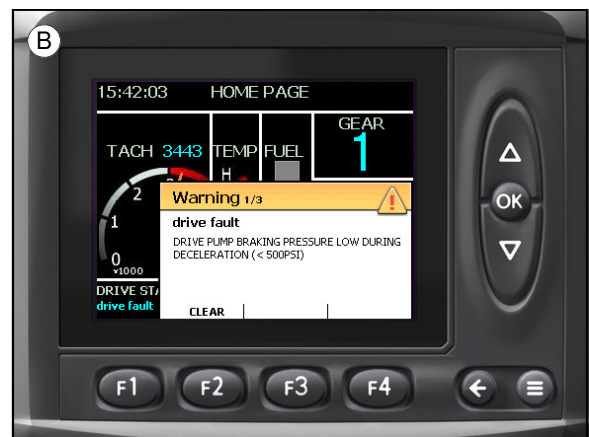 B
15:42:03 HOME PAGE
TACH 3443 TEMP FUEL GEAR
1
H
2
1
0
x1000
Warning 1/3
drive fault
DRIVE PUMP BRAKING PRESSURE LOW DURING
DECELERATION (< 500PSI)
DRIVE STA
drive fault
CLEAR
OK
F1 F2 F3 F4